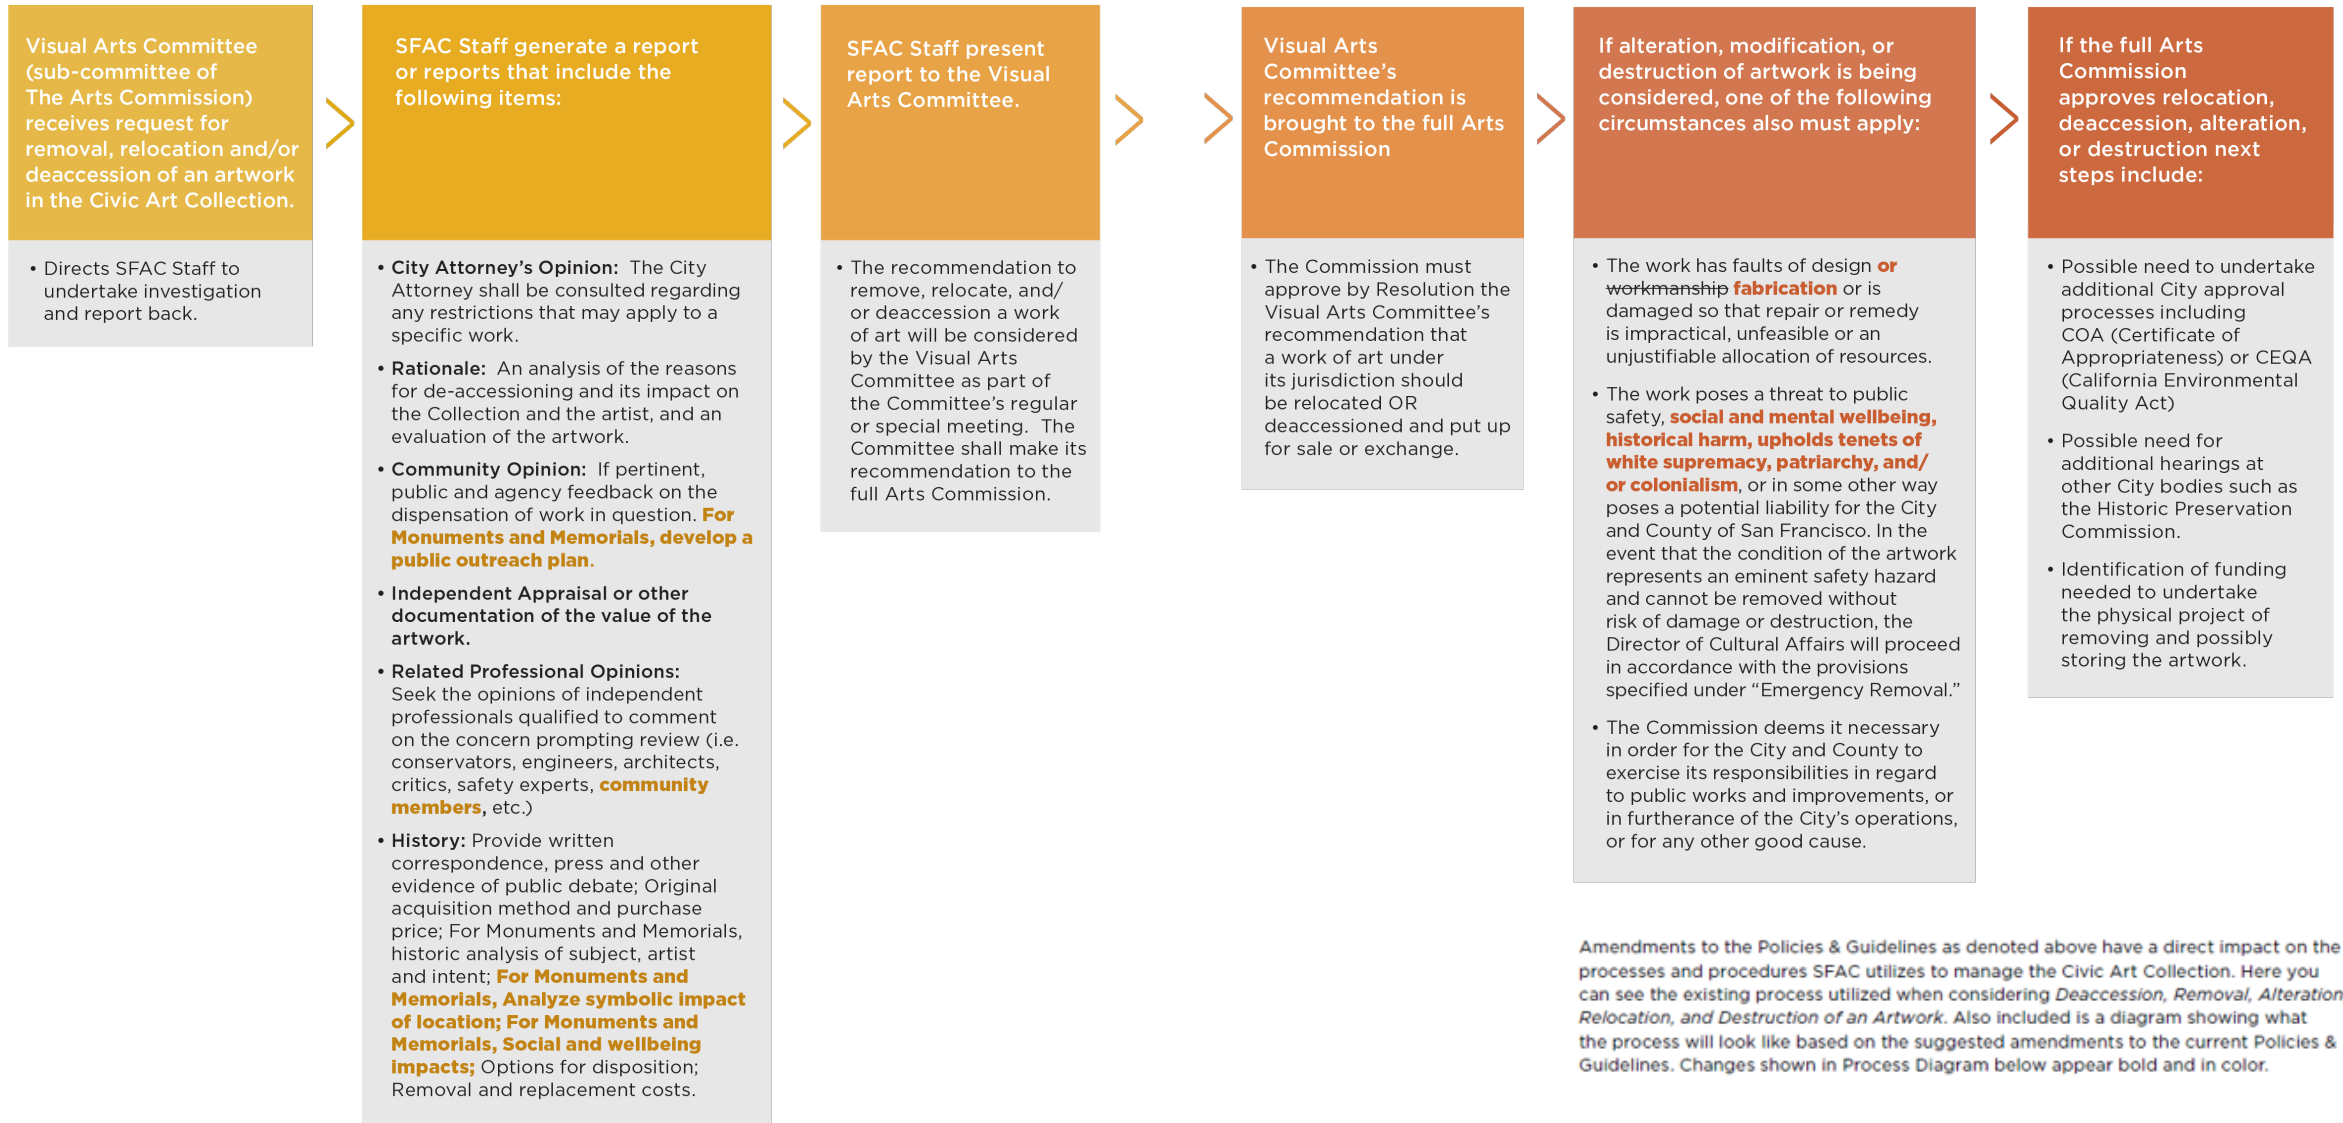 Visual Arts Committee
(sub-committee of
The Arts Commission)
receives request for
removal, relocation and/or
deaccession of an artwork
in the Civic Art Collection.
• Directs SFAC Staff to
undertake investigation
and report back.
SFAC Staff generate a report
or reports that include the
following items:
• City Attorney’s Opinion: The City
Attorney shall be consulted regarding
any restrictions that may apply to a
specific work.
• Rationale: An analysis of the reasons
for de-accessioning and its impact on
the Collection and the artist, and an
evaluation of the artwork.
• Community Opinion: If pertinent,
public and agency feedback on the
dispensation of work in question. For
Monuments and Memorials, develop a
public outreach plan.
• Independent Appraisal or other
documentation of the value of the
artwork.
• Related Professional Opinions:
Seek the opinions of independent
professionals qualified to comment
on the concern prompting review (i.e.
conservators, engineers, architects,
critics, safety experts, community
members, etc.)
• History: Provide written
correspondence, press and other
evidence of public debate; Original
acquisition method and purchase
price; For Monuments and Memorials,
historic analysis of subject, artist
and intent; For Monuments and
Memorials, Analyze symbolic impact
of location; For Monuments and
Memorials, Social and wellbeing
impacts; Options for disposition;
Removal and replacement costs.
SFAC Staff present
report to the Visual
Arts Committee.
• The recommendation to
remove, relocate, and/
or deaccession a work
of art will be considered
by the Visual Arts
Committee as part of
the Committee’s regular
or special meeting. The
Committee shall make its
recommendation to the
full Arts Commission.
Visual Arts
Committee’s
recommendation is
brought to the full Arts
Commission
• The Commission must
approve by Resolution the
Visual Arts Committee’s
recommendation that
a work of art under
its jurisdiction should
be relocated OR
deaccessioned and put up
for sale or exchange.
If alteration, modification, or
destruction of artwork is being
considered, one of the following
circumstances also must apply:
• The work has faults of design or
workmanship fabrication or is
damaged so that repair or remedy
is impractical, unfeasible or an
unjustifiable allocation of resources.
• The work poses a threat to public
safety, social and mental wellbeing,
historical harm, upholds tenets of
white supremacy, patriarchy, and/
or colonialism, or in some other way
poses a potential liability for the City
and County of San Francisco. In the
event that the condition of the artwork
represents an eminent safety hazard
and cannot be removed without
risk of damage or destruction, the
Director of Cultural Affairs will proceed
in accordance with the provisions
specified under “Emergency Removal.”
• The Commission deems it necessary
in order for the City and County to
exercise its responsibilities in regard
to public works and improvements, or
in furtherance of the City’s operations,
or for any other good cause.
If the full Arts
Commission
approves relocation,
deaccession, alteration,
or destruction next
steps include:
• Possible need to undertake
additional City approval
processes including
COA (Certificate of
Appropriateness) or CEQA
(California Environmental
Quality Act)
• Possible need for
additional hearings at
other City bodies such as
the Historic Preservation
Commission.
• Identification of funding
needed to undertake
the physical project of
removing and possibly
storing the artwork.
Amendments to the Policies & Guidelines as denoted above have a direct impact on the
processes and procedures SFAC utilizes to manage the Civic Art Collection. Here you
can see the existing process utilized when considering Deaccession, Removal, Alteration
Relocation, and Destruction of an Artwork. Also included is a diagram showing what
the process will look like based on the suggested amendments to the current Policies &
Guidelines. Changes shown in Process Diagram below appear bold and in color.